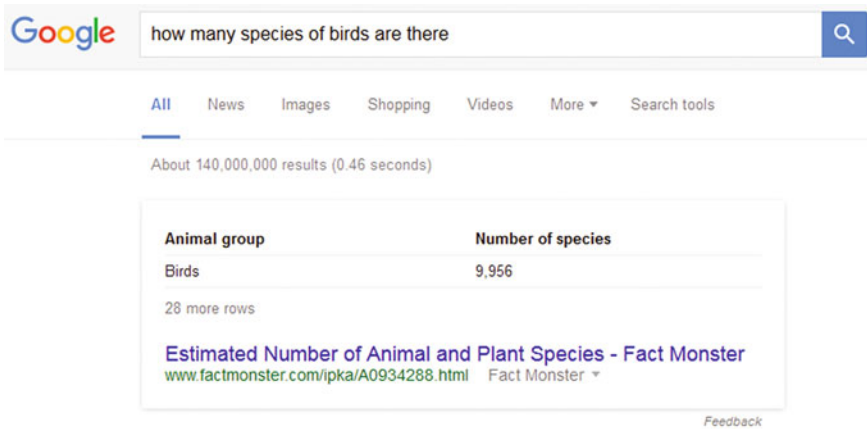 Google how many species of birds are there
All News Images Shopping Videos More Search tools
About 140,000,000 results (0.46 seconds)
Animal group Number of species
Birds 9,956
28 more rows
Estimated Number of Animal and Plant Species - Fact Monster
www.factmonster.com/ipka/A0934288.html Fact Monster
Feedback